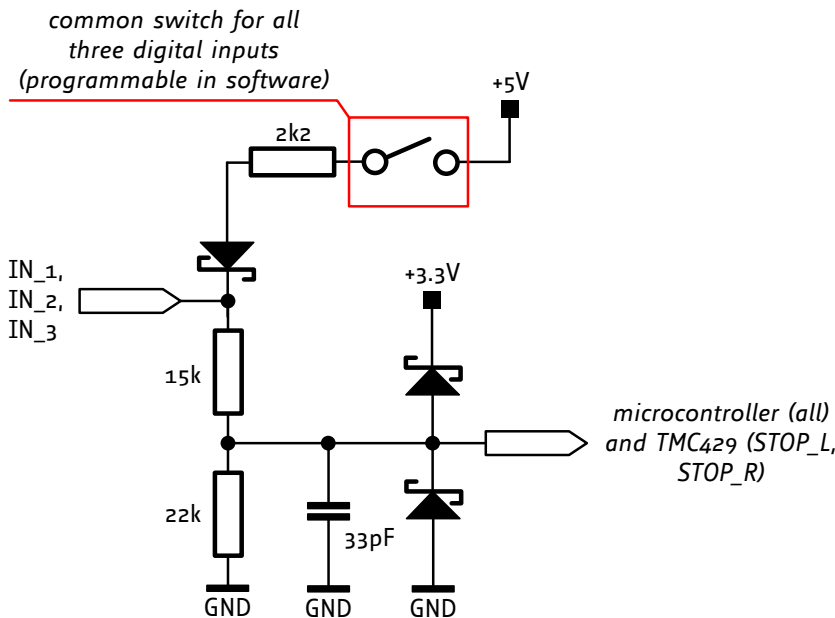 common switch for all
three digital inputs
(programmable in software)
+5V
2k2
IN_1,
IN_2,
IN_3
+3.3V
15k
microcontroller (all)
and TMC429 (STOP_L,
STOP_R)
22k
33pF
GND
GND
GND